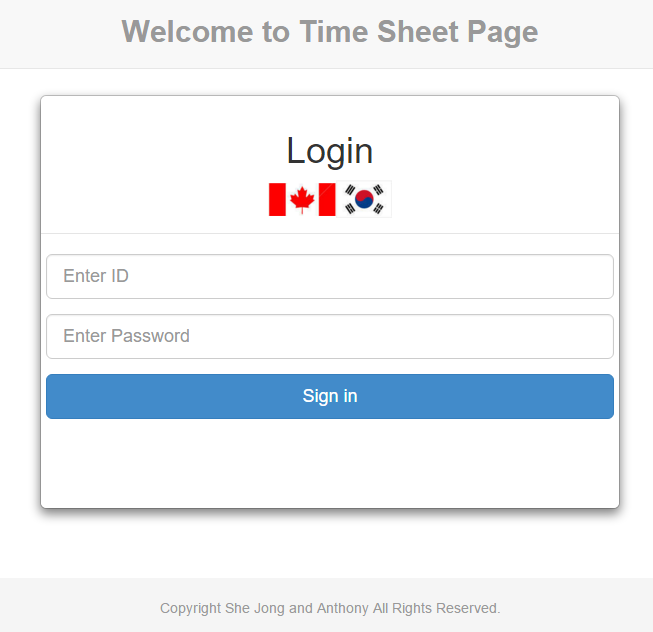 Welcome to Time Sheet Page
Login
Enter ID
Enter Password
Sign in
Copyright She Jong and Anthony All Rights Reserved.